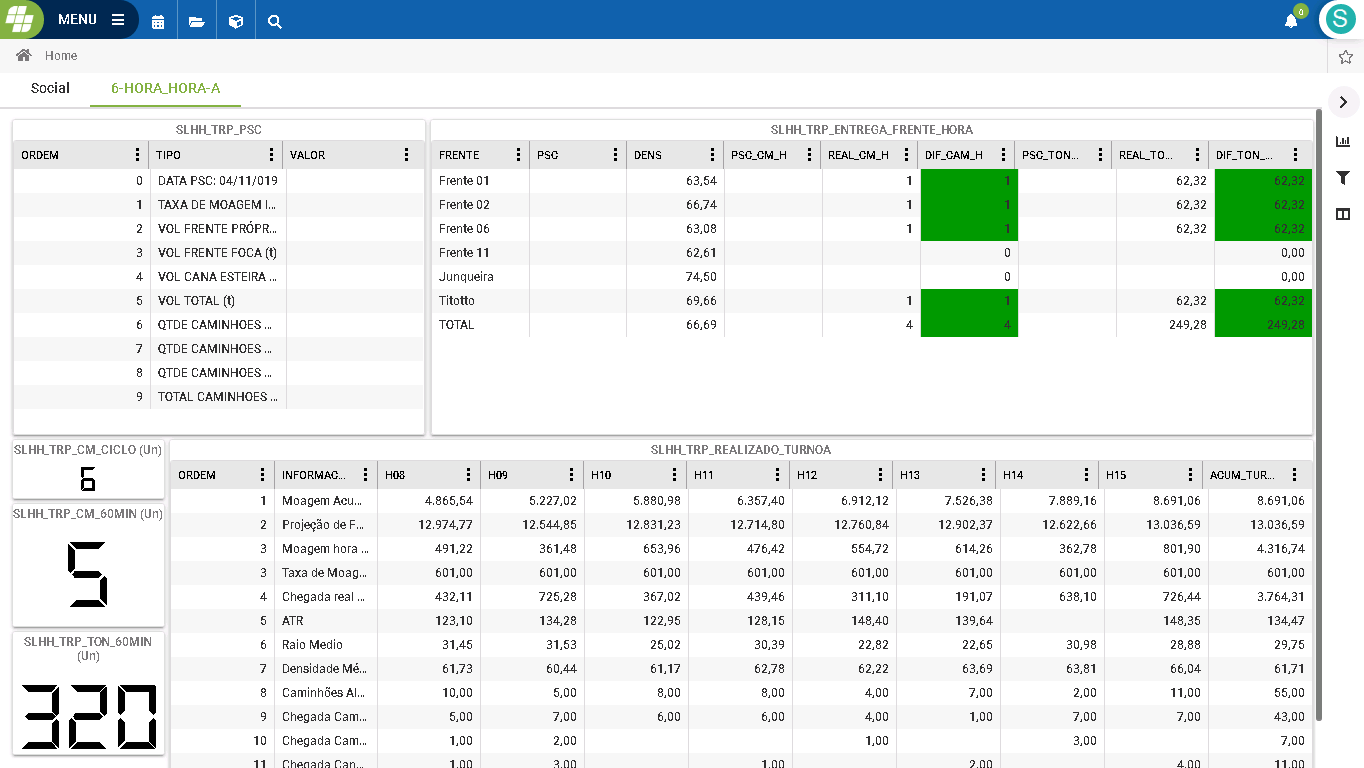 MENU
0
S
Home
Social 6-HORA_HORA-A
SLHH_TRP_PSC
ORDEM TIPO VALOR
0 DATA PSC: 04/11/019
1 TAXA DE MOAGEM I...
2 VOL FRENTE PRÓPR...
3 VOL FRENTE FOCA (t)
4 VOL CANA ESTEIRA ...
5 VOL TOTAL (t)
6 QTDE CAMINHOES ...
7 QTDE CAMINHOES ...
8 QTDE CAMINHOES ...
9 TOTAL CAMINHOES ...
SLHH_TRP_ENTREGA_FRENTE_HORA
FRENTE PSC DENS PSC_CM_H REAL_CM_H DIF_CAM_H PSC_TON... REAL_TO... DIF_TON_...
Frente 01 63,54 1 1 62,32 62,32
Frente 02 66,74 1 1 62,32 62,32
Frente 06 63,08 1 1 62,32 62,32
Frente 11 62,61 0 0,00
Junqueira 74,50 0 0,00
Titotto 69,66 1 1 62,32 62,32
TOTAL 66,69 4 4 249,28 249,28
SLHH_TRP_CM_CICLO (Un)
6
SLHH_TRP_CM_60MIN (Un)
5
SLHH_TRP_TON_60MIN
(Un)
320
SLHH_TRP_REALIZADO_TURNOA
ORDEM INFORMAC... H08 H09 H10 H11 H12 H13 H14 H15 ACUM_TUR...
1 Moagem Acu... 4.865,54 5.227,02 5.880,98 6.357,40 6.912,12 7.526,38 7.889,16 8.691,06 8.691,06
2 Projeção de F... 12.974,77 12.544,85 12.831,23 12.714,80 12.760,84 12.902,37 12.622,66 13.036,59 13.036,59
3 Moagem hora ... 491,22 361,48 653,96 476,42 554,72 614,26 362,78 801,90 4.316,74
3 Taxa de Moag... 601,00 601,00 601,00 601,00 601,00 601,00 601,00 601,00 601,00
4 Chegada real ... 432,11 725,28 367,02 439,46 311,10 191,07 638,10 726,44 3.764,31
5 ATR 123,10 134,28 122,95 128,15 148,40 139,64 148,35 134,47
6 Raio Medio 31,45 31,53 25,02 30,39 22,82 22,65 30,98 28,88 29,75
7 Densidade Mé... 61,73 60,44 61,17 62,78 62,22 63,69 63,81 66,04 61,71
8 Caminhões Al... 10,00 5,00 8,00 8,00 4,00 7,00 2,00 11,00 55,00
9 Chegada Cam... 5,00 7,00 6,00 6,00 4,00 1,00 7,00 7,00 43,00
10 Chegada Cam... 1,00 2,00 1,00 3,00 7,00
11 Chegada Can... 1,00 3,00 1,00 2,00 4,00 11,00